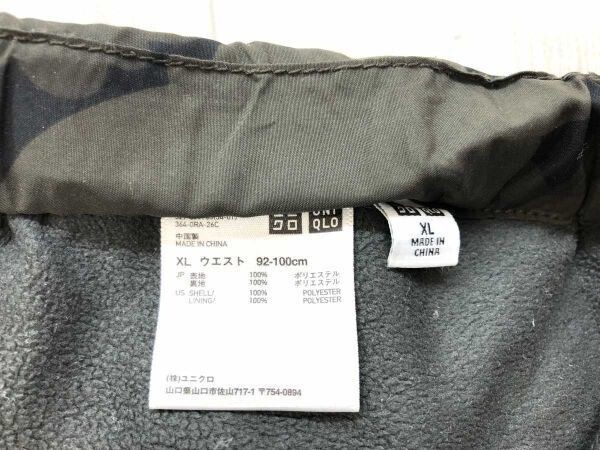 364-0RA-26C
中国製
MADE IN CHINA
XL ウエスト 92-100cm
JP 表地 100% ポリエステル
裏地 100% ポリエステル
US SHELL/ 100% POLYESTER
LINING/ 100% POLYESTER
(株)ユニクロ
山口県山口市佐山717-1 〒754-0894
UNI
QLO
XL
MADE IN
CHINA